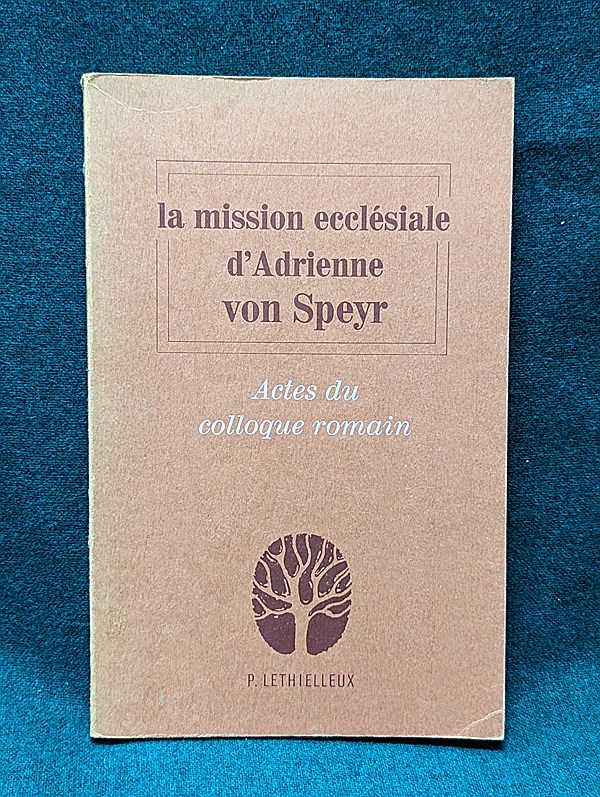 la mission ecclésiale
d’Adrienne
von Speyr
Actes du
colloque romain
P. LETHIELLEUX